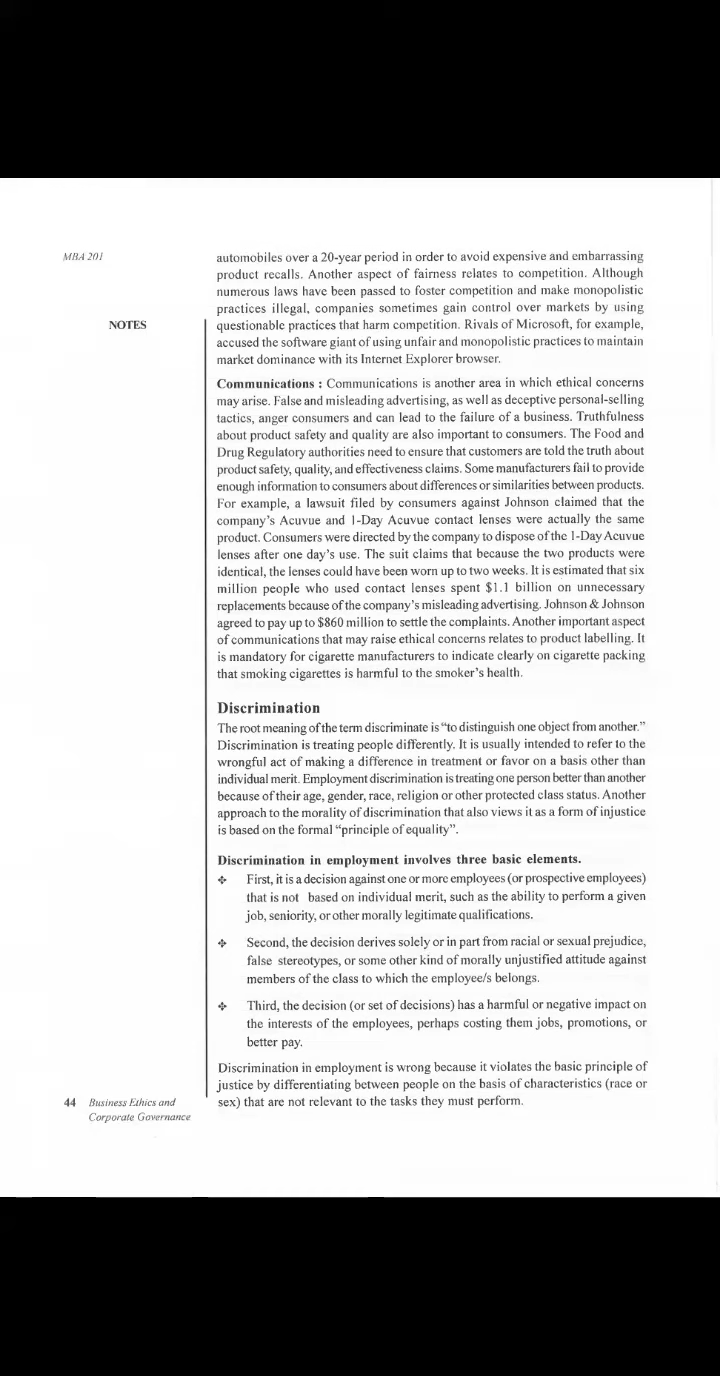 MBA 201
automobiles over a 20-year period in order to avoid expensive and embarrassing
product recalls. Another aspect of fairness relates to competition. Although
numerous laws have been passed to foster competition and make monopolistic
practices illegal, companies sometimes gain control over markets by using
NOTES
questionable practices that harm competition. Rivals of Microsoft, for example,
accused the software giant of using unfair and monopolistic practices to maintain
market dominance with its Internet Explorer browser.
Communications : Communications is another area in which ethical concerns
may arise. False and misleading advertising, as well as deceptive personal-selling
tactics, anger consumers and can lead to the failure of a business. Truthfulness
about product safety and quality are also important to consumers. The Food and
Drug Regulatory authorities need to ensure that customers are told the truth about
product safety, quality, and effectiveness claims. Some manufacturers fail to provide
enough information to consumers about differences or similarities between products.
For example, a lawsuit filed by consumers against Johnson claimed that the
company's Acuvue and 1-Day Acuvue contact lenses were actually the same
product. Consumers were directed by the company to dispose of the 1-Day Acuvue
lenses after one day's use. The suit claims that because the two products were
identical, the lenses could have been worn up to two weeks. It is estimated that six
million people who used contact lenses spent $1.1 billion on unnecessary
replacements because of the company's misleading advertising. Johnson & Johnson
agreed to pay up to $860 million to settle the complaints. Another important aspect
of communications that may raise ethical concerns relates to product labelling. It
is mandatory for cigarette manufacturers to indicate clearly on cigarette packing
that smoking cigarettes is harmful to the smoker's health.
Discrimination
The root meaning of the term discriminate is "to distinguish one object from another."
Discrimination is treating people differently. It is usually intended to refer to the
wrongful act of making a difference in treatment or favor on a basis other than
individual merit. Employment discrimination is treating one person better than another
because of their age, gender, race, religion or other protected class status. Another
approach to the morality of discrimination that also views it as a form of injustice
is based on the formal "principle of equality".
Discrimination in employment involves three basic elements.
❖ First, it is a decision against one or more employees (or prospective employees)
that is not based on individual merit, such as the ability to perform a given
job, seniority, or other morally legitimate qualifications.
❖ Second, the decision derives solely or in part from racial or sexual prejudice,
false stereotypes, or some other kind of morally unjustified attitude against
members of the class to which the employee/s belongs.
❖ Third, the decision (or set of decisions) has a harmful or negative impact on
the interests of the employees, perhaps costing them jobs, promotions, or
better pay.
Discrimination in employment is wrong because it violates the basic principle of
justice by differentiating between people on the basis of characteristics (race or
sex) that are not relevant to the tasks they must perform.
44 Business Ethics and
Corporate Governance